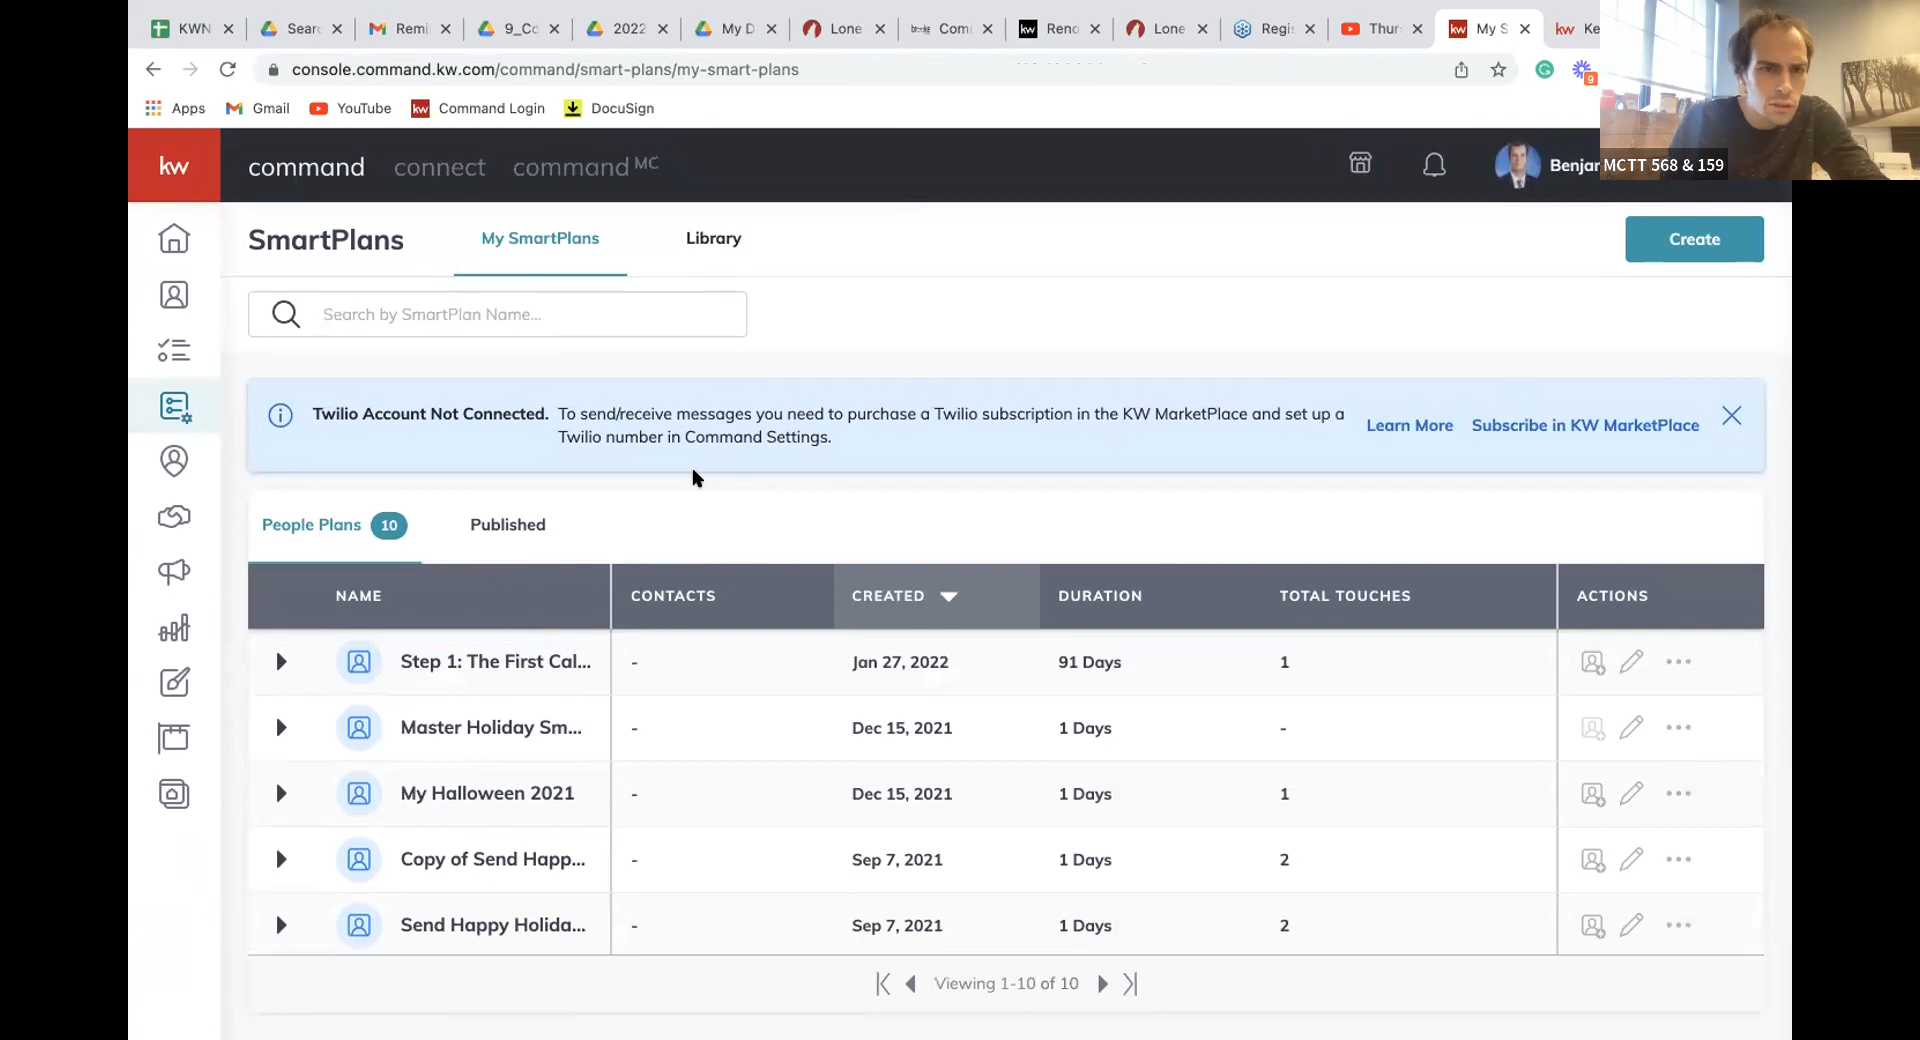 KWN
Sear
Remi
9_Co
2022
My D
Lone
Com
kw
Reno
Lone
Regis
Thur
kw
My S
kw
Ke
console.command.kw.com/command/smart-plans/my-smart-plans
9
Apps
Gmail
YouTube
kw
Command Login
DocuSign
kw
command
connect
command MC
Benjar
MCTT 568 & 159
SmartPlans
My SmartPlans
Library
Create
Search by SmartPlan Name...
Twilio Account Not Connected. To send/receive messages you need to purchase a Twilio subscription in the KW MarketPlace and set up a
Twilio number in Command Settings.
Learn More
Subscribe in KW MarketPlace
People Plans 10
Published
NAME CONTACTS CREATED DURATION TOTAL TOUCHES ACTIONS
Step 1: The First Cal... - Jan 27, 2022 91 Days 1
Master Holiday Sm... - Dec 15, 2021 1 Days -
My Halloween 2021 - Dec 15, 2021 1 Days 1
Copy of Send Happ... - Sep 7, 2021 1 Days 2
Send Happy Holida... - Sep 7, 2021 1 Days 2
Viewing 1-10 of 10